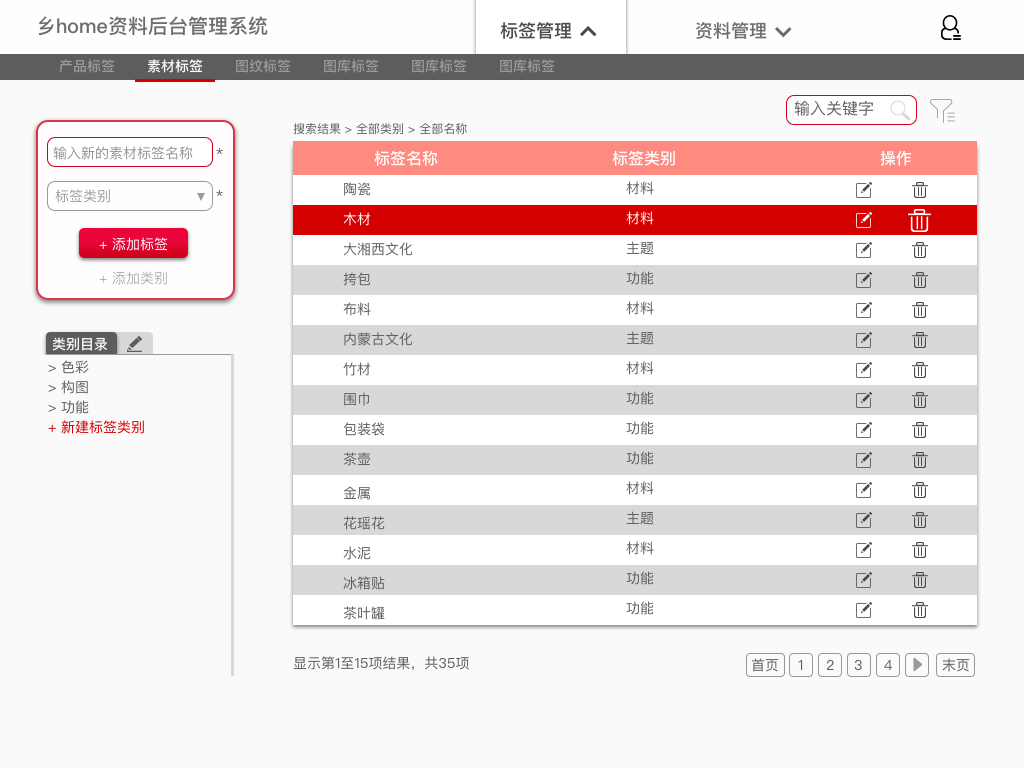 乡home资料后台管理系统
标签管理
资料管理
产品标签 素材标签 图纹标签 图库标签 图库标签 图库标签
输入关键字
搜索结果 > 全部类别 > 全部名称
输入新的素材标签名称 *
标签类别 ▼ *
+ 添加标签
+ 添加类别
类别目录
> 色彩
> 构图
> 功能
+ 新建标签类别
标签名称 标签类别 操作
陶瓷 材料
木材 材料
大湘西文化 主题
挎包 功能
布料 材料
内蒙古文化 主题
竹材 材料
围巾 功能
包装袋 功能
茶壶 功能
金属 材料
花瑶花 主题
水泥 材料
冰箱贴 功能
茶叶罐 功能
显示第1至15项结果，共35项
首页 1 2 3 4 末页